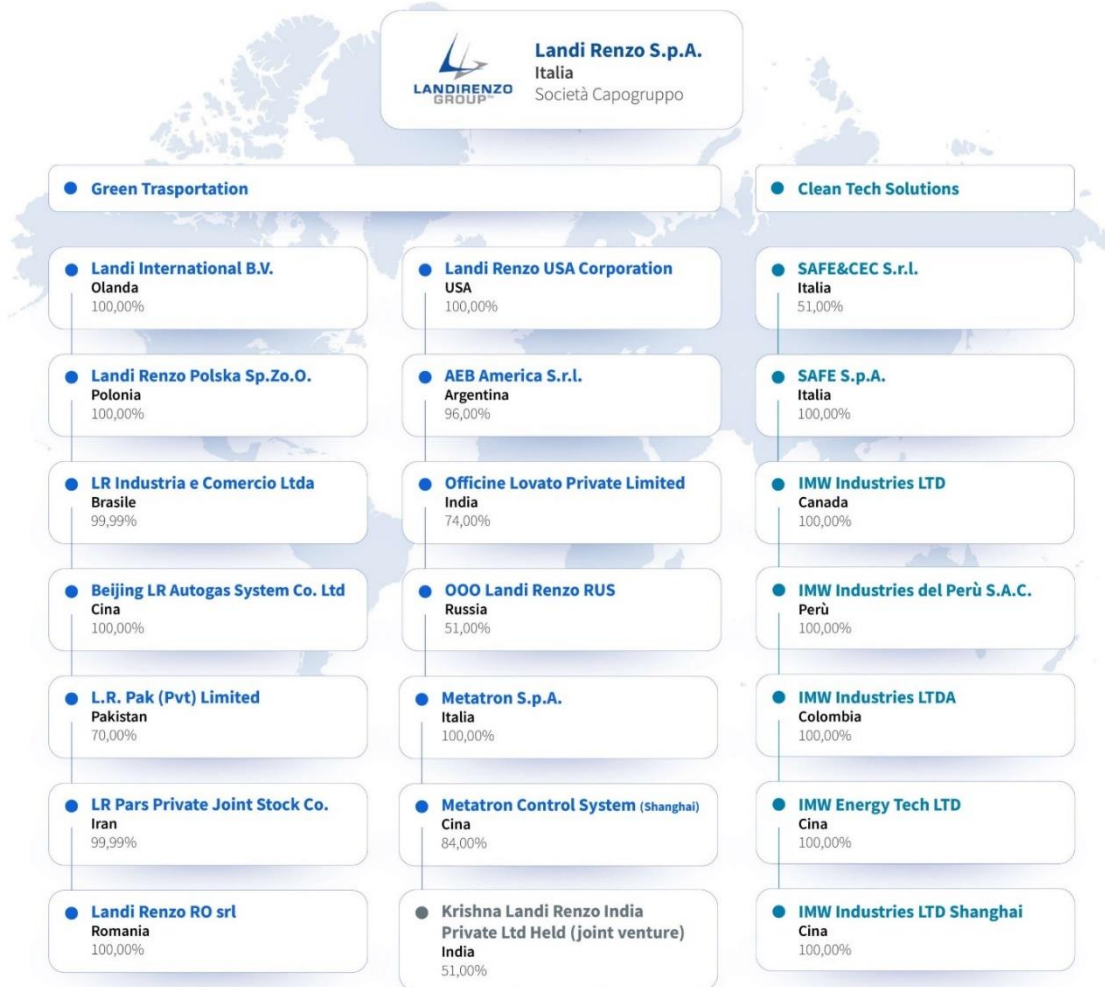 LANDIRENZO
GROUP™
Landi Renzo S.p.A.
Italia
Società Capogruppo
Green Trasportation
Clean Tech Solutions
Landi International B.V.
Olanda
100,00%
Landi Renzo Polska Sp.Zo.O.
Polonia
100,00%
LR Industria e Comercio Ltda
Brasile
99,99%
Beijing LR Autogas System Co. Ltd
Cina
100,00%
L.R. Pak (Pvt) Limited
Pakistan
70,00%
LR Pars Private Joint Stock Co.
Iran
99,99%
Landi Renzo RO srl
Romania
100,00%
Landi Renzo USA Corporation
USA
100,00%
AEB America S.r.l.
Argentina
96,00%
Officine Lovato Private Limited
India
74,00%
OOO Landi Renzo RUS
Russia
51,00%
Metatron S.p.A.
Italia
100,00%
Metatron Control System (Shanghai)
Cina
84,00%
Krishna Landi Renzo India
Private Ltd Held (joint venture)
India
51,00%
SAFE&CEC S.r.l.
Italia
51,00%
SAFE S.p.A.
Italia
100,00%
IMW Industries LTD
Canada
100,00%
IMW Industries del Perù S.A.C.
Perù
100,00%
IMW Industries LTDA
Colombia
100,00%
IMW Energy Tech LTD
Cina
100,00%
IMW Industries LTD Shanghai
Cina
100,00%